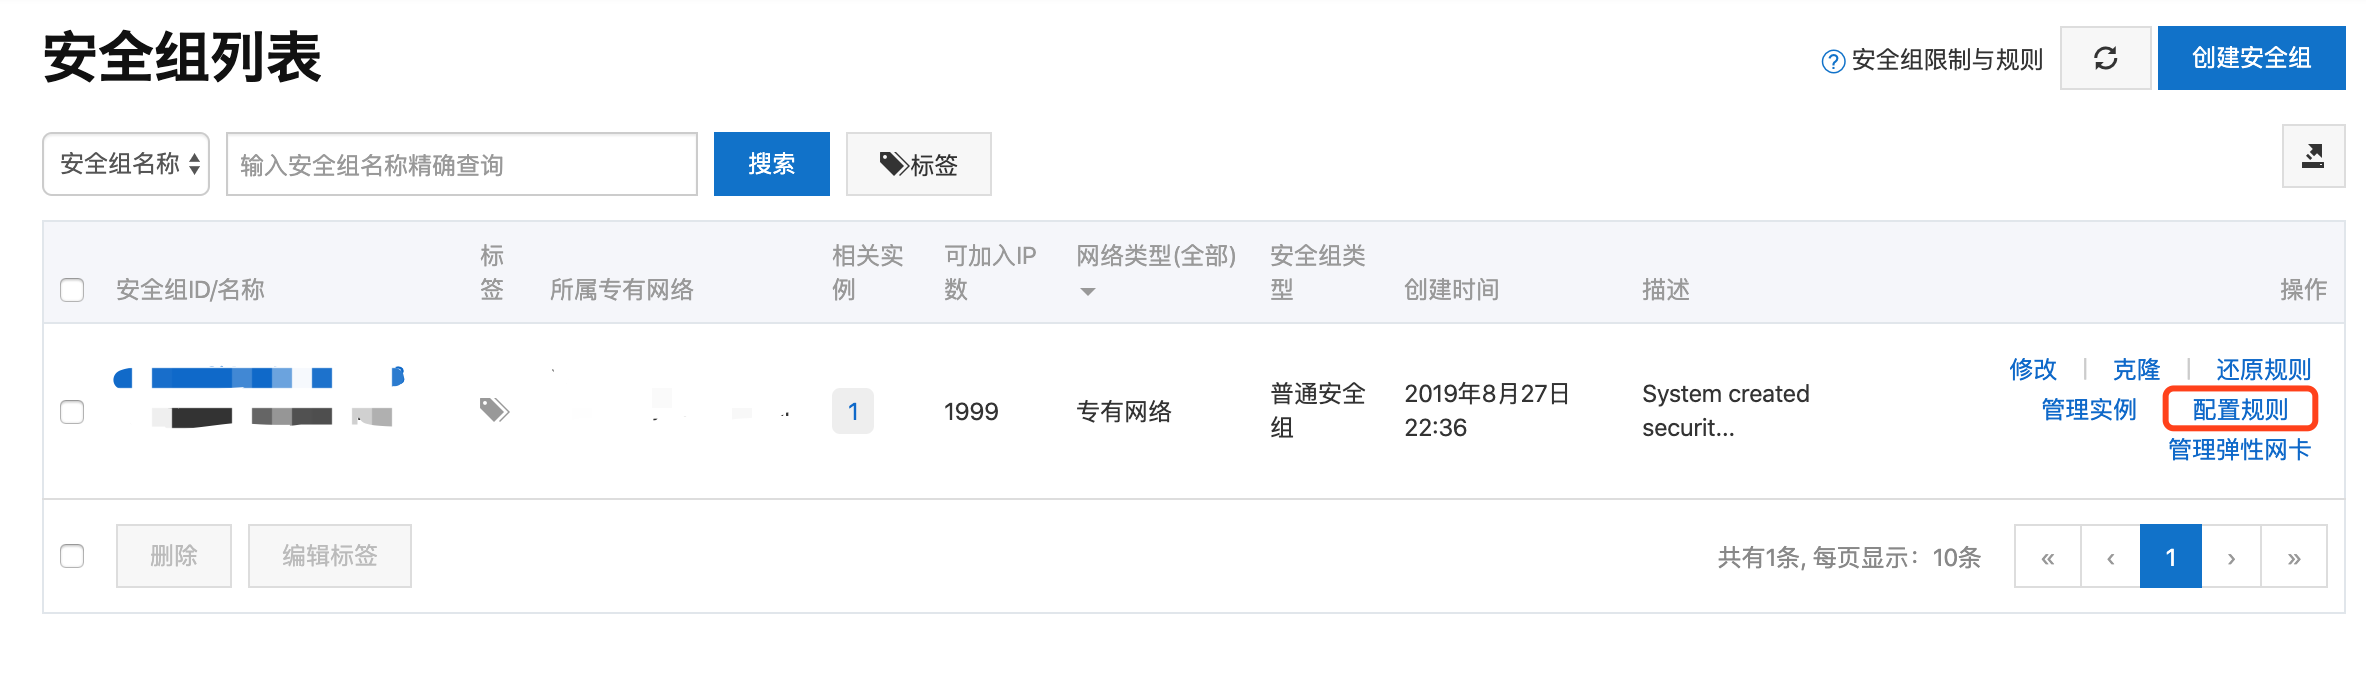 安全组列表
安全组限制与规则
创建安全组
安全组名称
输入安全组名称精确查询
搜索
标签
安全组ID/名称
标
签
所属专有网络
相关实
例
可加入IP
数
网络类型(全部)
安全组类
型
创建时间
描述
操作
1
1999
专有网络
普通安全
组
2019年8月27日
22:36
System created
securit...
修改 | 克隆 | 还原规则
管理实例 配置规则
管理弹性网卡
删除
编辑标签
共有1条, 每页显示：10条
« ‹ 1 › »